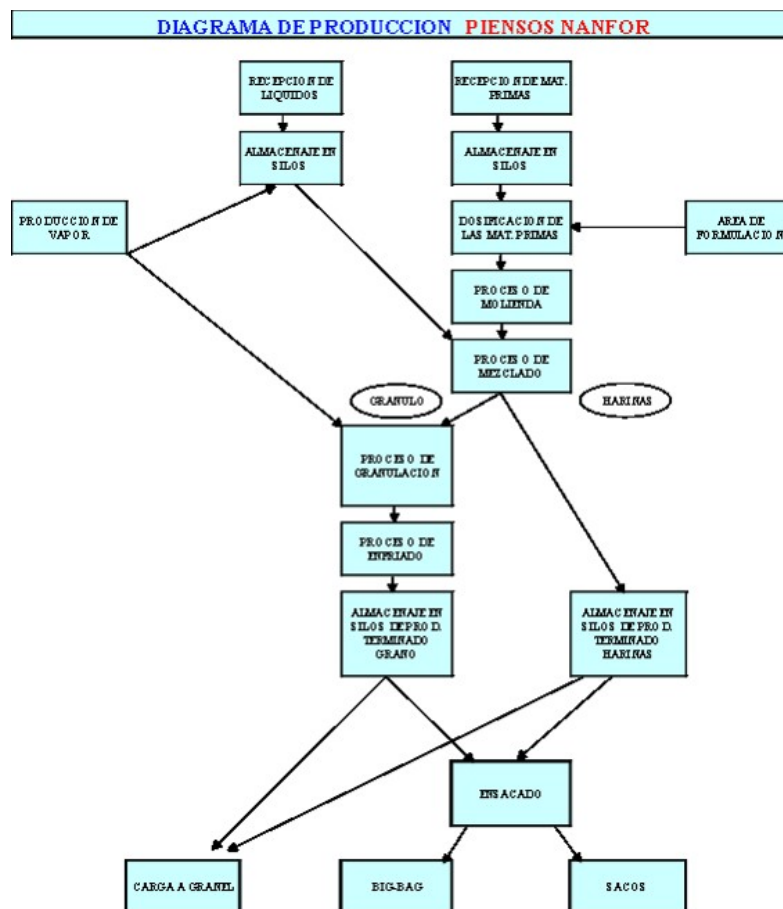 DIAGRAMA DE PRODUCCION PIENSOS NANFOR
RECEPCION DE
LIQUIDOS
RECEPCION DE MAT.
PRIMAS
ALMACENAJE EN
SILOS
ALMACENAJE EN
SILOS
PRODUCCION DE
VAPOR
DOSIFICACION DE
LAS MAT. PRIMAS
AREA DE
FORMULACION
PROCESO DE
MOLIENDA
PROCESO DE
MEZCLADO
GRANULO
HARINAS
PROCESO DE
GRANULACION
PROCESO DE
ENFRIADO
ALMACENAJE EN
SILOS DE PROD.
TERMINADO
GRANO
ALMACENAJE EN
SILOS DE PROD.
TERMINADO
HARINAS
ENSACADO
CARGA A GRANEL
BIG-BAG
SACOS